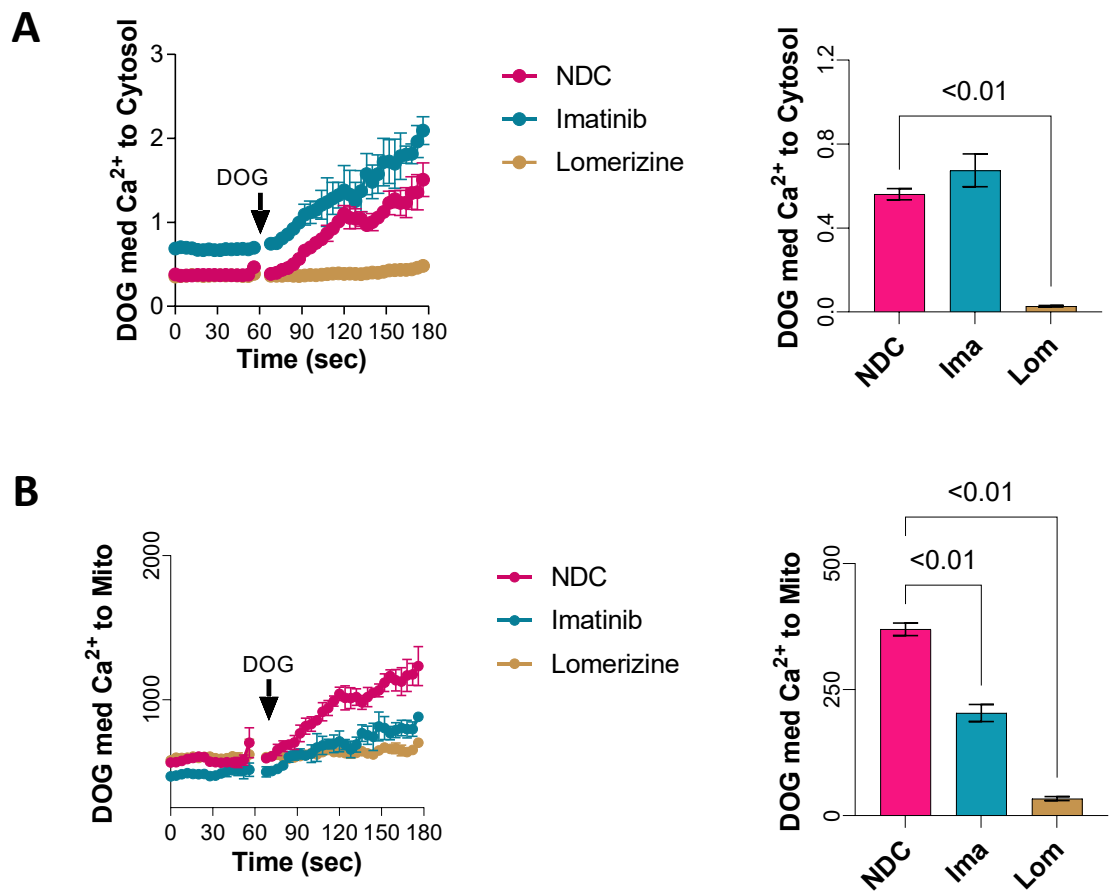 A
DOG med Ca²⁺ to Cytosol
3
2
1
0
DOG
0 30 60 90 120 150 180
Time (sec)
NDC
Imatinib
Lomerizine
DOG med Ca²⁺ to Cytosol
1.2
0.8
0.4
0.0
<0.01
NDC Ima Lom
B
DOG med Ca²⁺ to Mito
2000
1000
DOG
0 30 60 90 120 150 180
Time (sec)
NDC
Imatinib
Lomerizine
DOG med Ca²⁺ to Mito
500
250
0
<0.01
<0.01
NDC Ima Lom